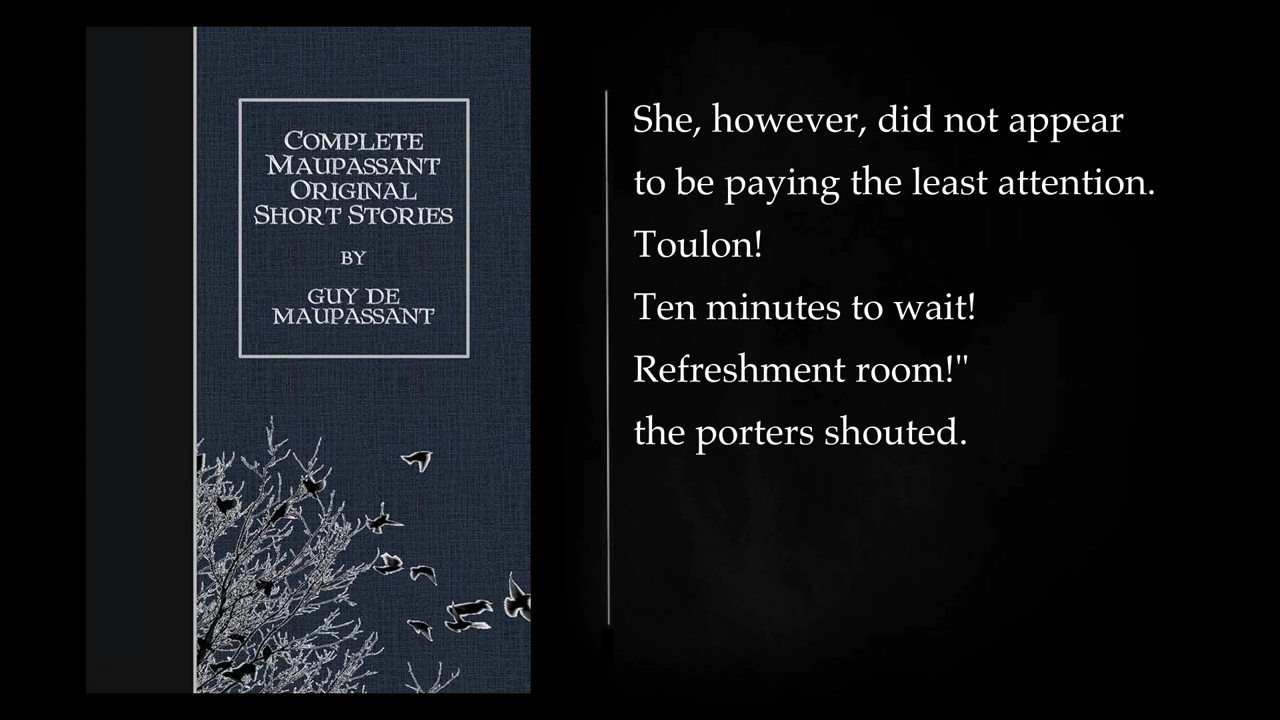 COMPLETE
MAUPASSANT
ORIGINAL
SHORT STORIES
BY
GUY DE
MAUPASSANT
She, however, did not appear
to be paying the least attention.
Toulon!
Ten minutes to wait!
Refreshment room!"
the porters shouted.